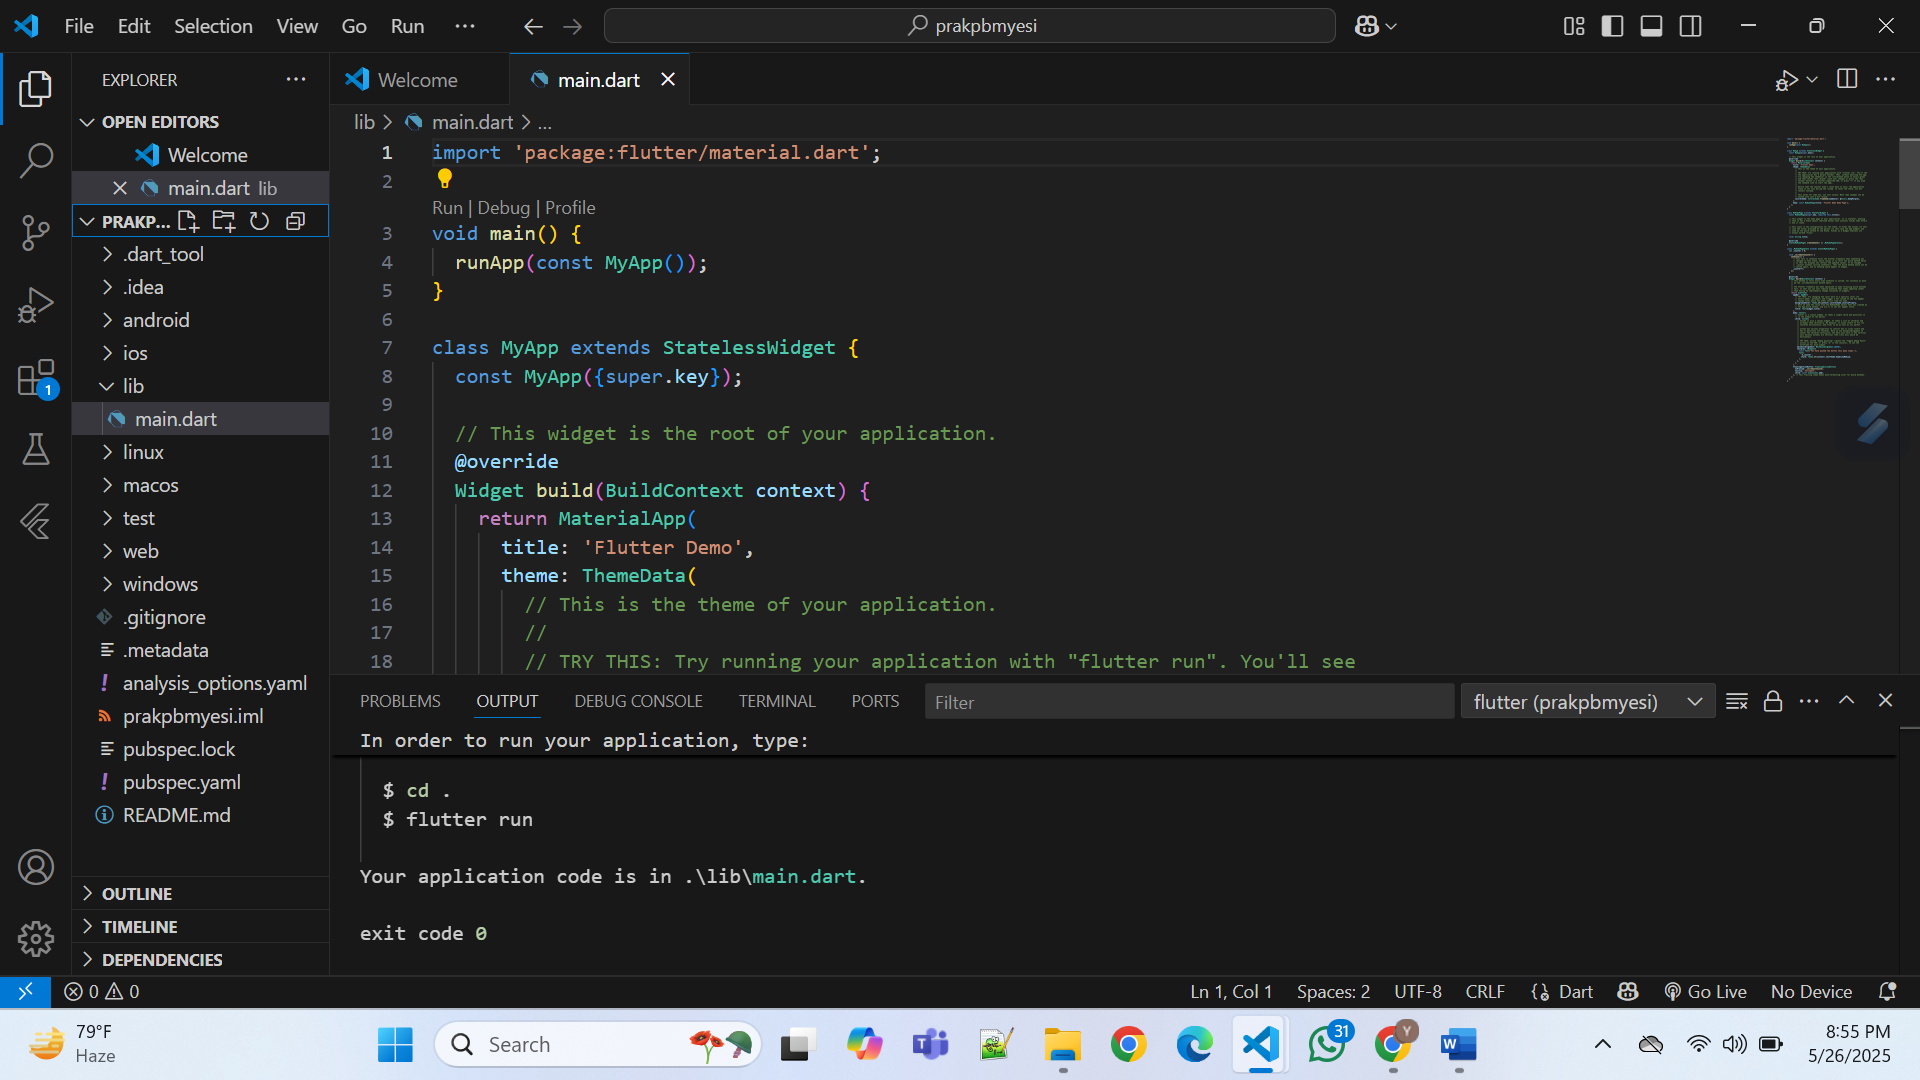 File Edit Selection View Go Run ...
prakpbmyesi
EXPLORER
OPEN EDITORS
Welcome
main.dart lib
PRAKP...
.dart_tool
.idea
android
ios
lib
main.dart
linux
macos
test
web
windows
.gitignore
.metadata
analysis_options.yaml
prakpbmyesi.iml
pubspec.lock
pubspec.yaml
README.md
OUTLINE
TIMELINE
DEPENDENCIES
1
Welcome
main.dart
lib > main.dart > ...
1 import 'package:flutter/material.dart';
2
Run | Debug | Profile
3 void main() {
4 runApp(const MyApp());
5 }
6
7 class MyApp extends StatelessWidget {
8 const MyApp({super.key});
9
10 // This widget is the root of your application.
11 @override
12 Widget build(BuildContext context) {
13 return MaterialApp(
14 title: 'Flutter Demo',
15 theme: ThemeData(
16 // This is the theme of your application.
17 //
18 // TRY THIS: Try running your application with "flutter run". You'll see
PROBLEMS OUTPUT DEBUG CONSOLE TERMINAL PORTS Filter flutter (prakpbmyesi)
In order to run your application, type:
$ cd .
$ flutter run
Your application code is in .\lib\main.dart.
exit code 0
0 0 Ln 1, Col 1 Spaces: 2 UTF-8 CRLF Dart Go Live No Device
79°F
Haze
Search
31
Y
8:55 PM
5/26/2025